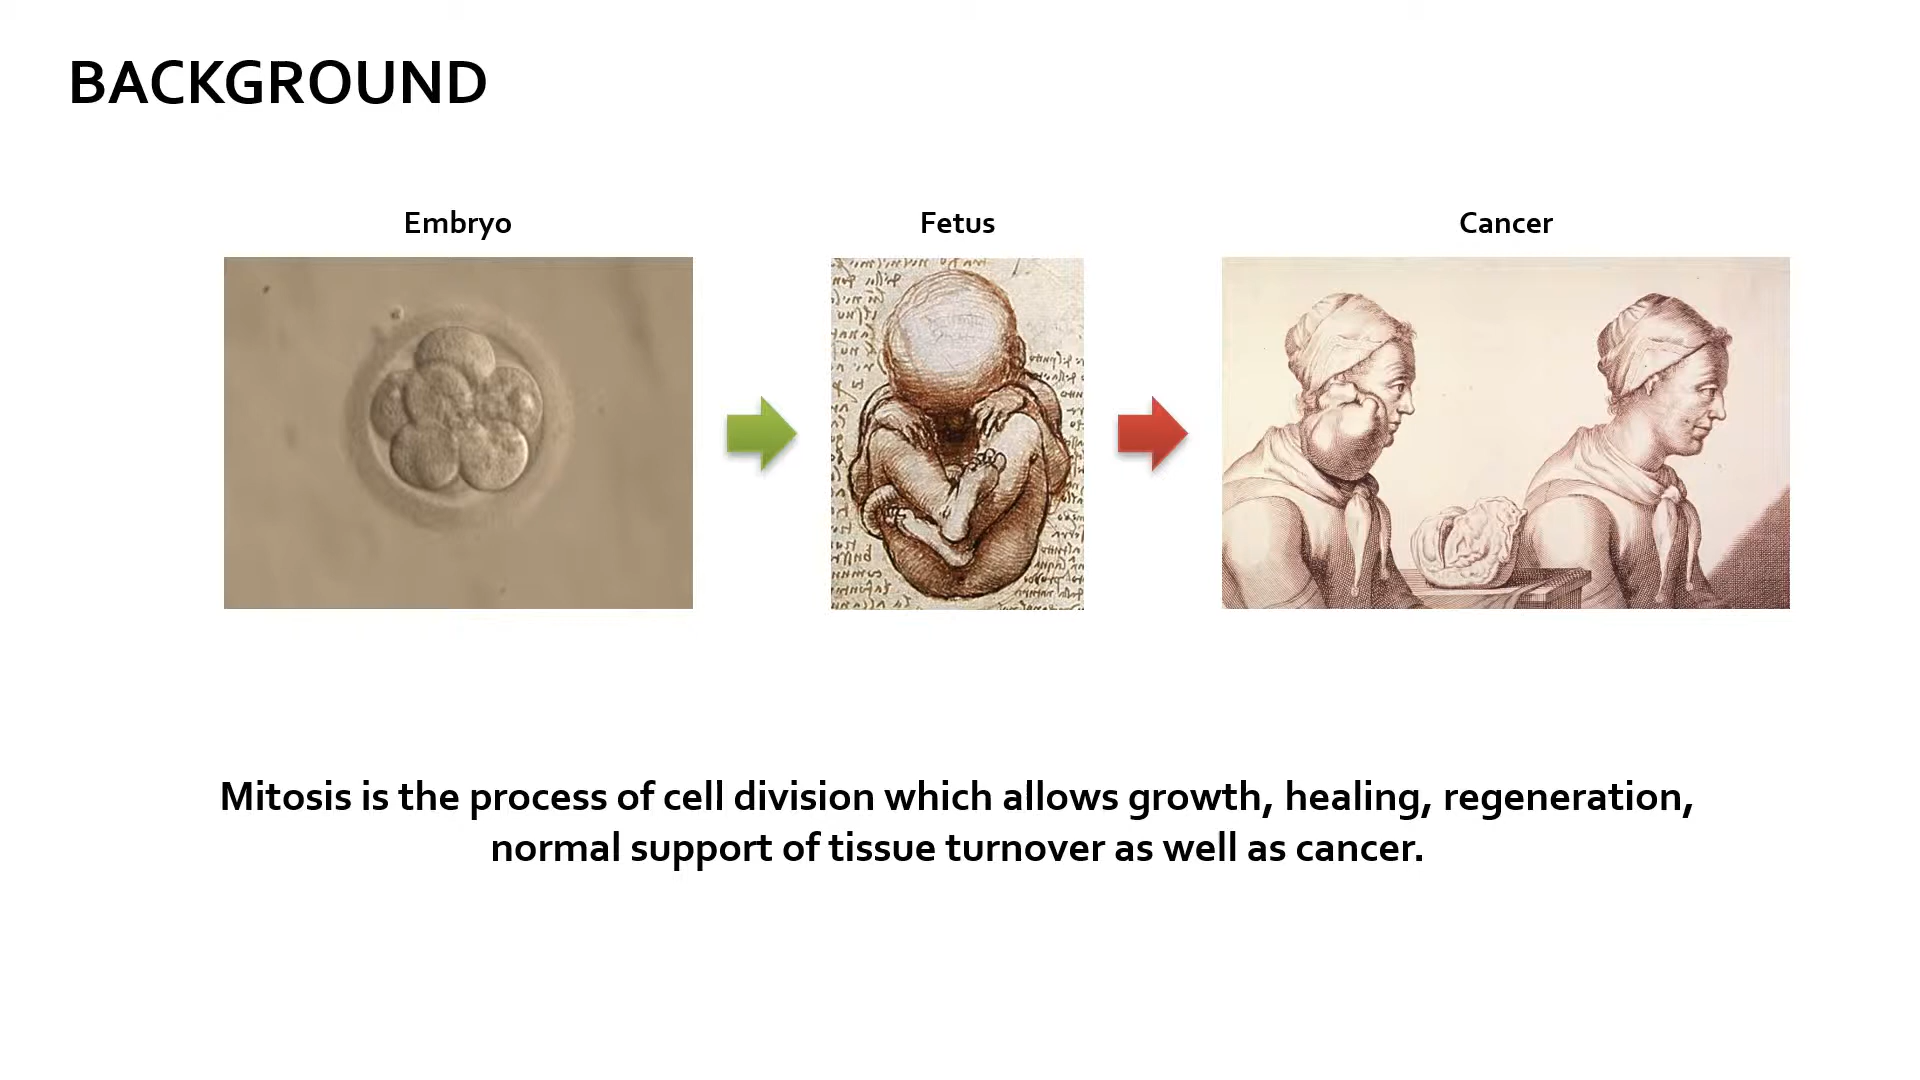 BACKGROUND
Embryo
Fetus
Cancer
Mitosis is the process of cell division which allows growth, healing, regeneration,
normal support of tissue turnover as well as cancer.